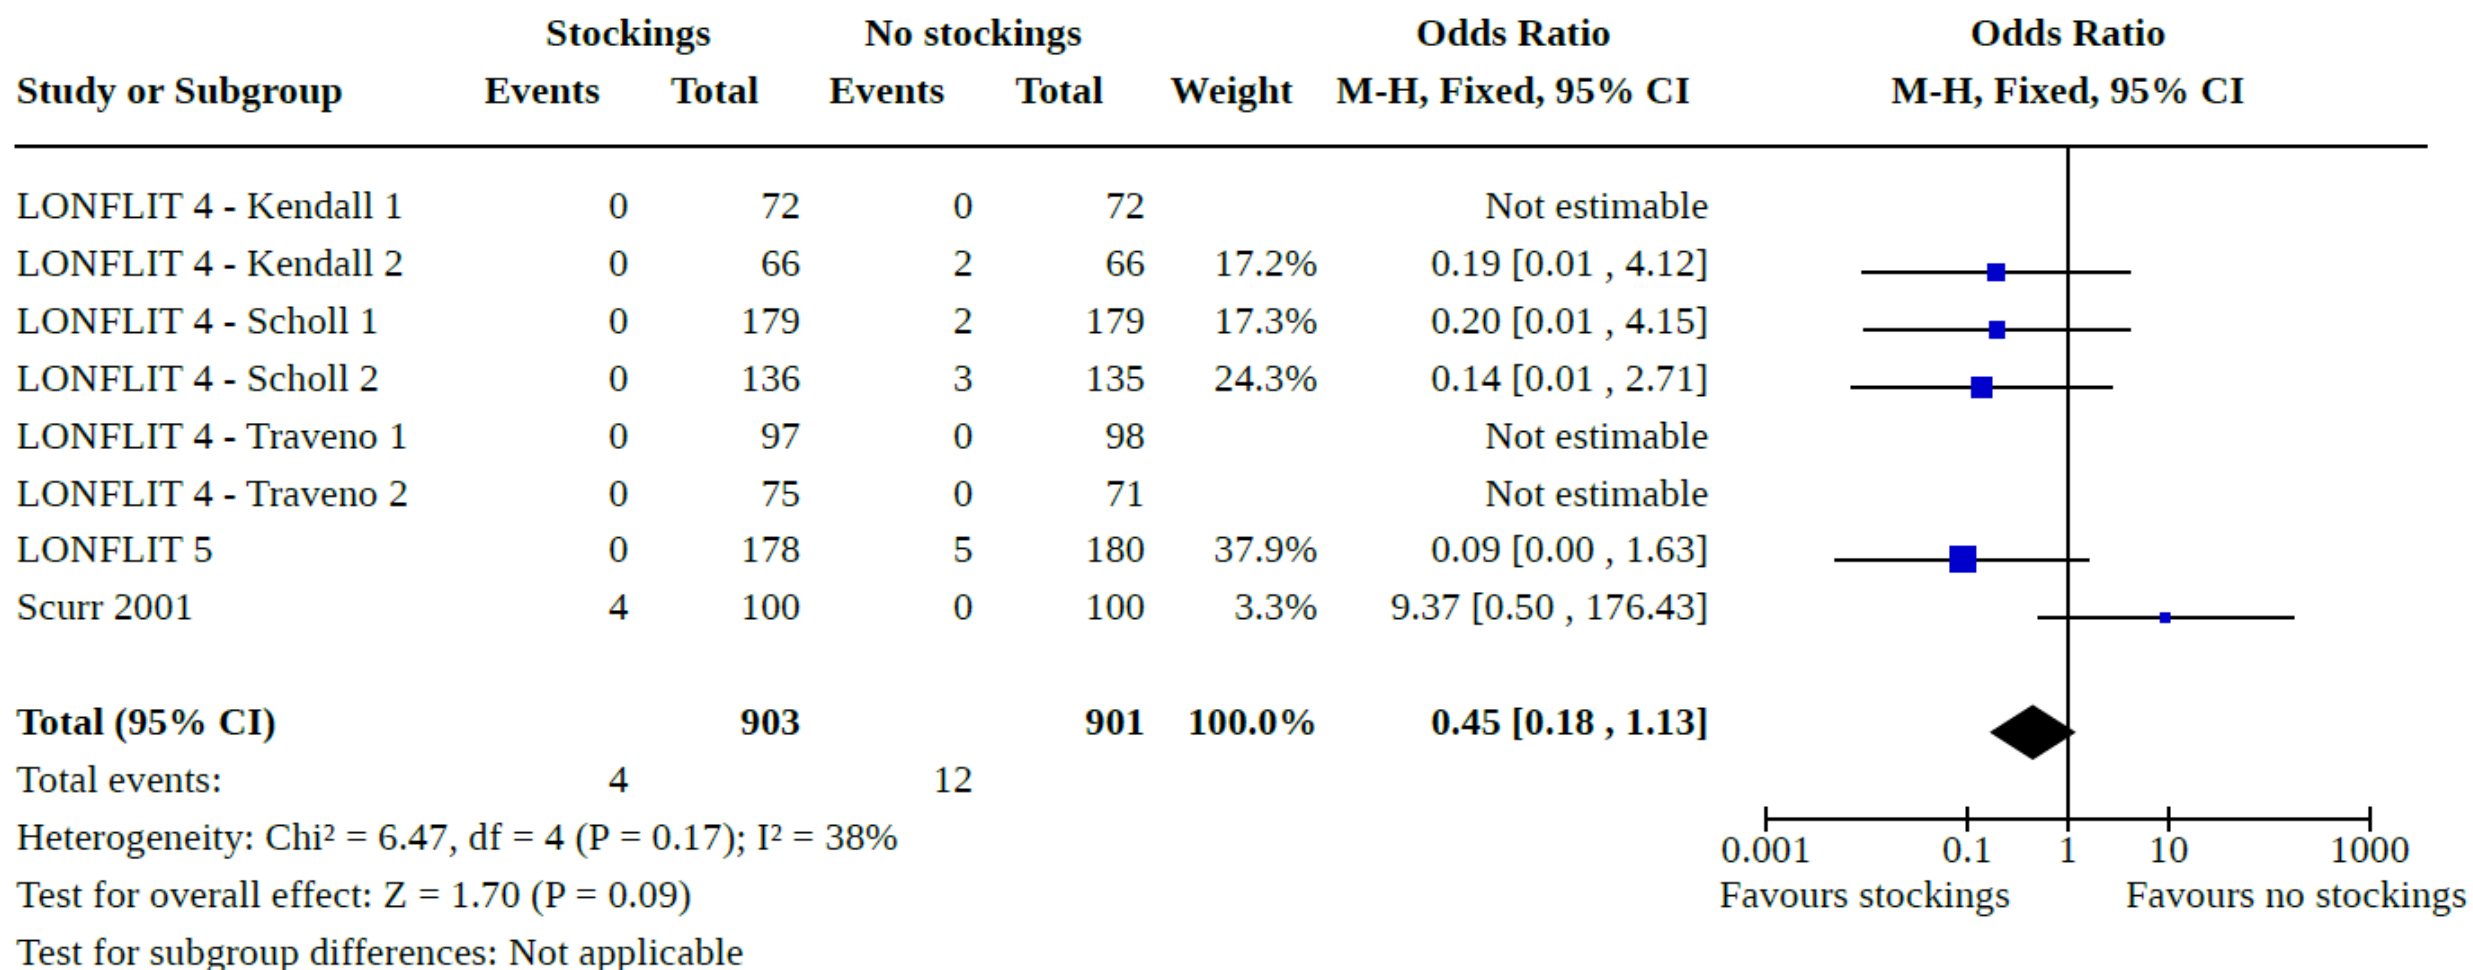 Stockings No stockings Odds Ratio Odds Ratio
Study or Subgroup Events Total Events Total Weight M-H, Fixed, 95% CI M-H, Fixed, 95% CI
LONFLIT 4 - Kendall 1 0 72 0 72 Not estimable
LONFLIT 4 - Kendall 2 0 66 2 66 17.2% 0.19 [0.01 , 4.12]
LONFLIT 4 - Scholl 1 0 179 2 179 17.3% 0.20 [0.01 , 4.15]
LONFLIT 4 - Scholl 2 0 136 3 135 24.3% 0.14 [0.01 , 2.71]
LONFLIT 4 - Traveno 1 0 97 0 98 Not estimable
LONFLIT 4 - Traveno 2 0 75 0 71 Not estimable
LONFLIT 5 0 178 5 180 37.9% 0.09 [0.00 , 1.63]
Scurr 2001 4 100 0 100 3.3% 9.37 [0.50 , 176.43]
Total (95% CI) 903 901 100.0% 0.45 [0.18 , 1.13]
Total events: 4 12
Heterogeneity: Chi² = 6.47, df = 4 (P = 0.17); I² = 38%
0.001 0.1 1 10 1000
Test for overall effect: Z = 1.70 (P = 0.09)
Favours stockings Favours no stockings
Test for subgroup differences: Not applicable